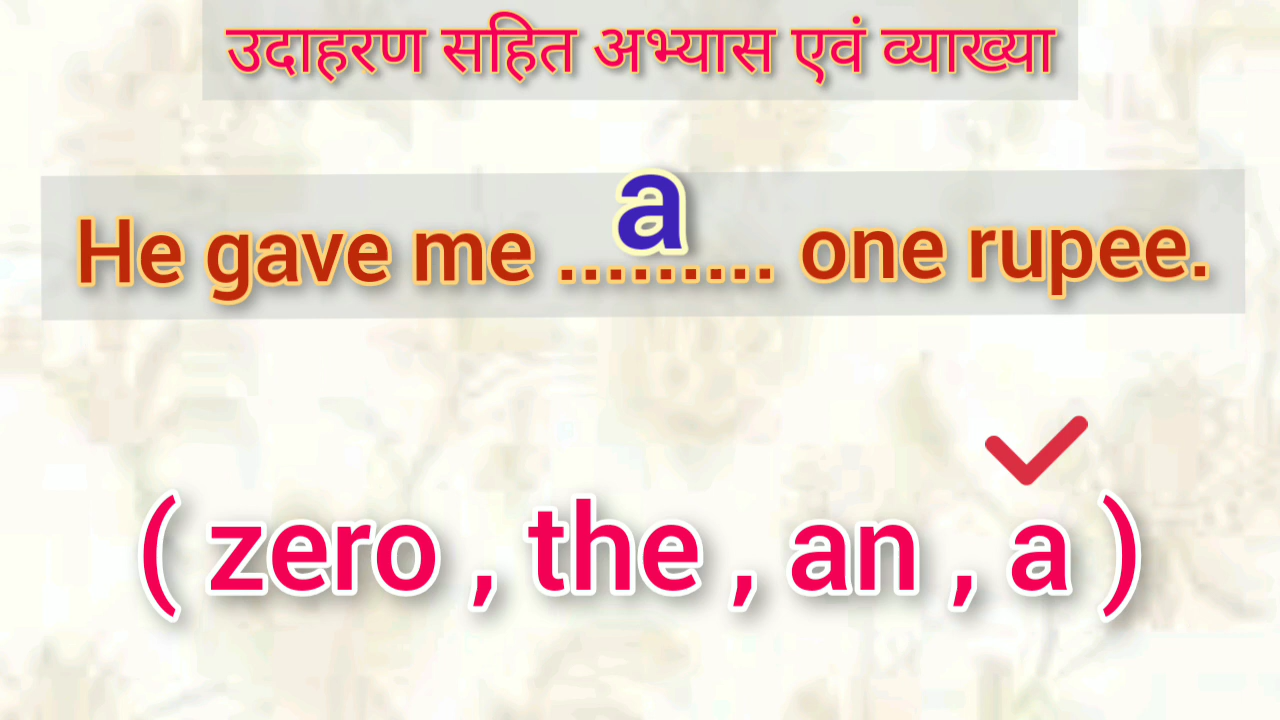 उदाहरण सहित अभ्यास एवं व्याख्या
a
He gave me ......... one rupee.
( zero , the , an , a )